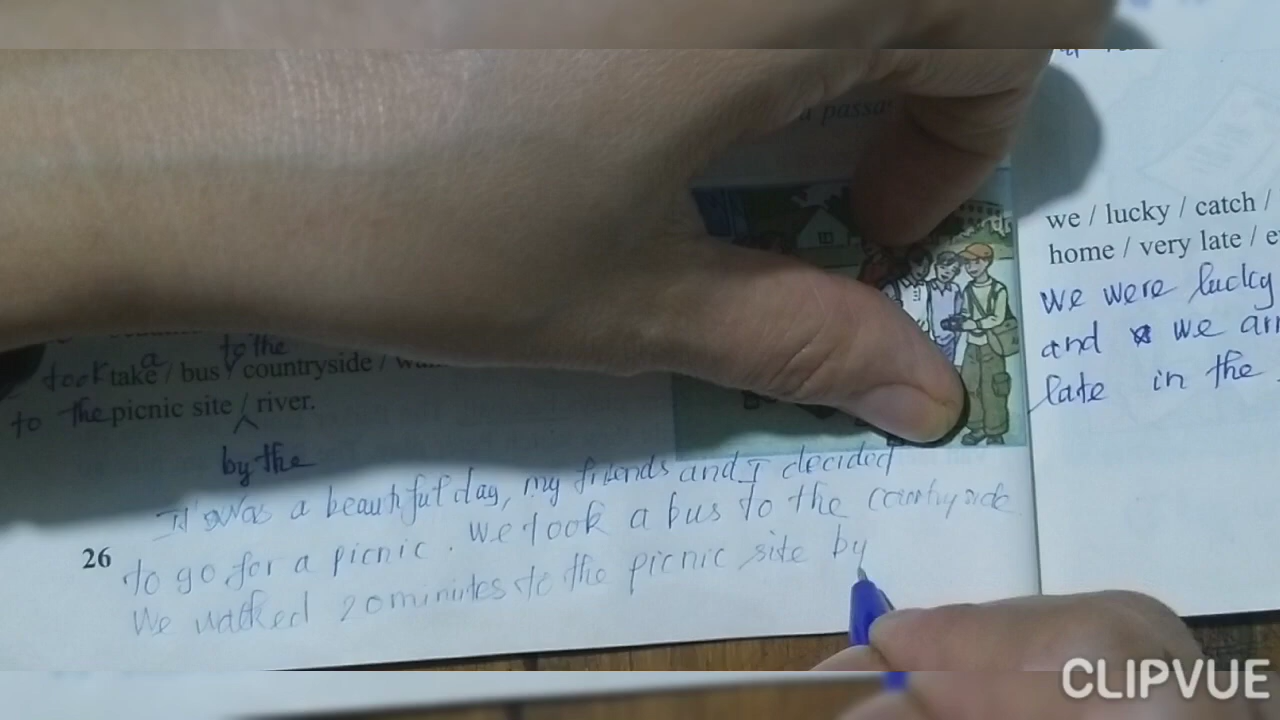 a passa
we / lucky / catch /
home / very late / e
we were lucky
and we arr
late in the
a to the
took take / bus / countryside /
to the picnic site / river.
by the
It was a beautiful day, my friends and I decided
26 to go for a picnic. We took a bus to the countryside
We walked 20 minutes to the picnic site by
CLIPVUE